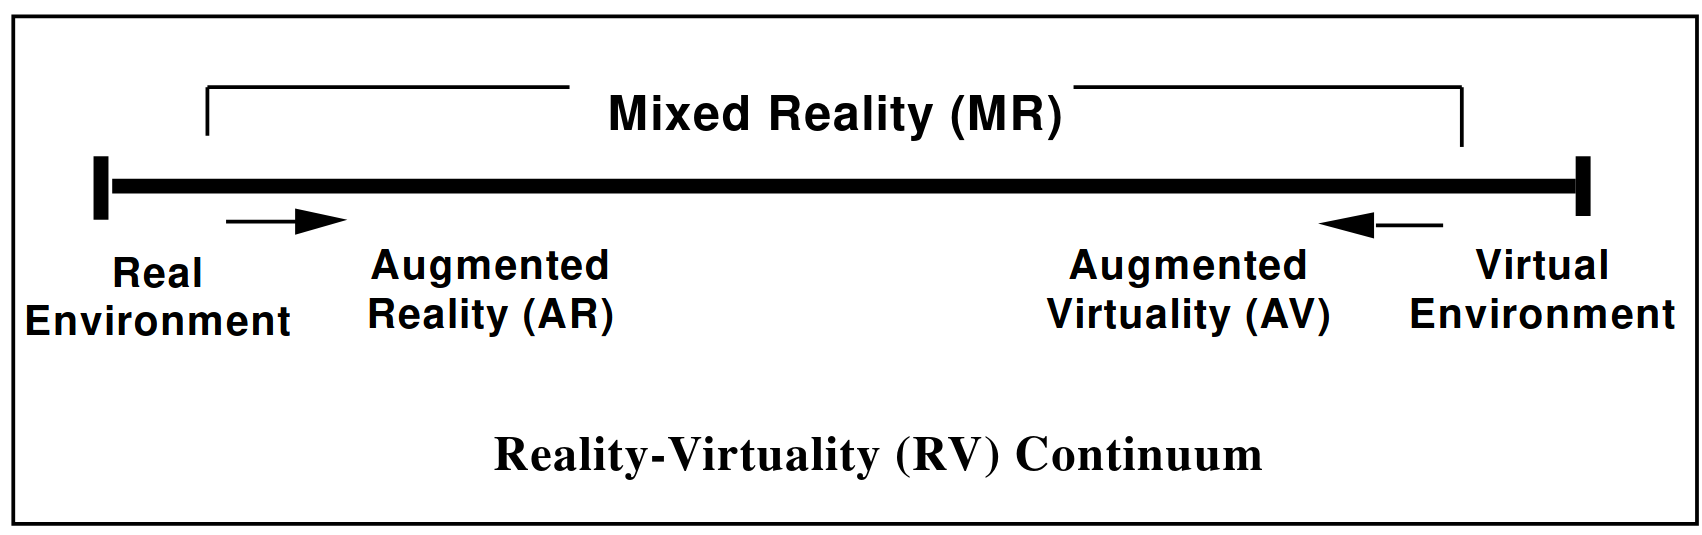 Mixed Reality (MR)
Real
Environment
Augmented
Reality (AR)
Augmented
Virtuality (AV)
Virtual
Environment
Reality-Virtuality (RV) Continuum